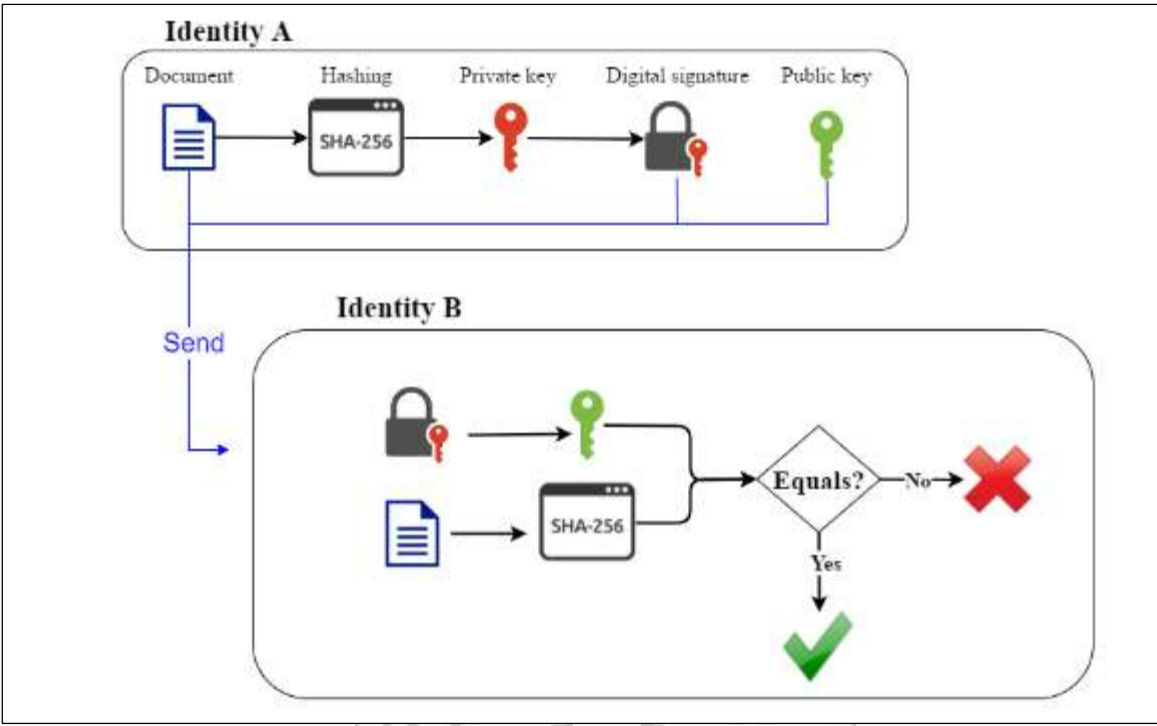 Identity A
Document Hashing Private key Digital signature Public key
SHA-256
Identity B
Send
Equals?
No
SHA-256
Yes